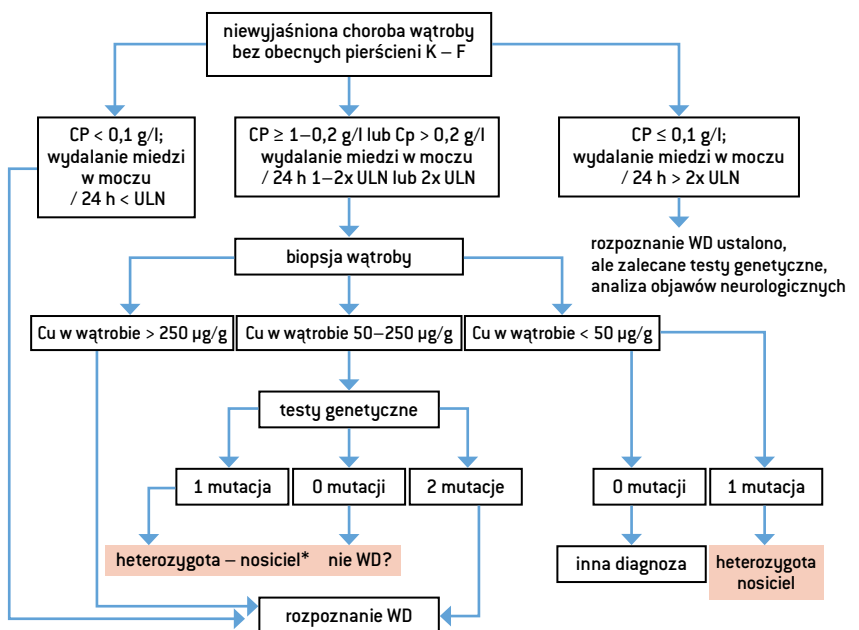 niewyjaśniona choroba wątroby
bez obecnych pierścieni K – F
CP < 0,1 g/l;
wydalanie miedzi
w moczu
/ 24 h < ULN
CP ≥ 1–0,2 g/l lub Cp > 0,2 g/l
wydalanie miedzi w moczu
/ 24 h 1–2x ULN lub 2x ULN
CP ≤ 0,1 g/l;
wydalanie miedzi w moczu
/ 24 h > 2x ULN
rozpoznanie WD ustalono,
ale zalecane testy genetyczne,
analiza objawów neurologicznych
biopsja wątroby
Cu w wątrobie > 250 µg/g
Cu w wątrobie 50–250 µg/g
Cu w wątrobie < 50 µg/g
testy genetyczne
1 mutacja
0 mutacji
2 mutacje
0 mutacji
1 mutacja
heterozygota – nosiciel*
nie WD?
inna diagnoza
heterozygota
nosiciel
rozpoznanie WD